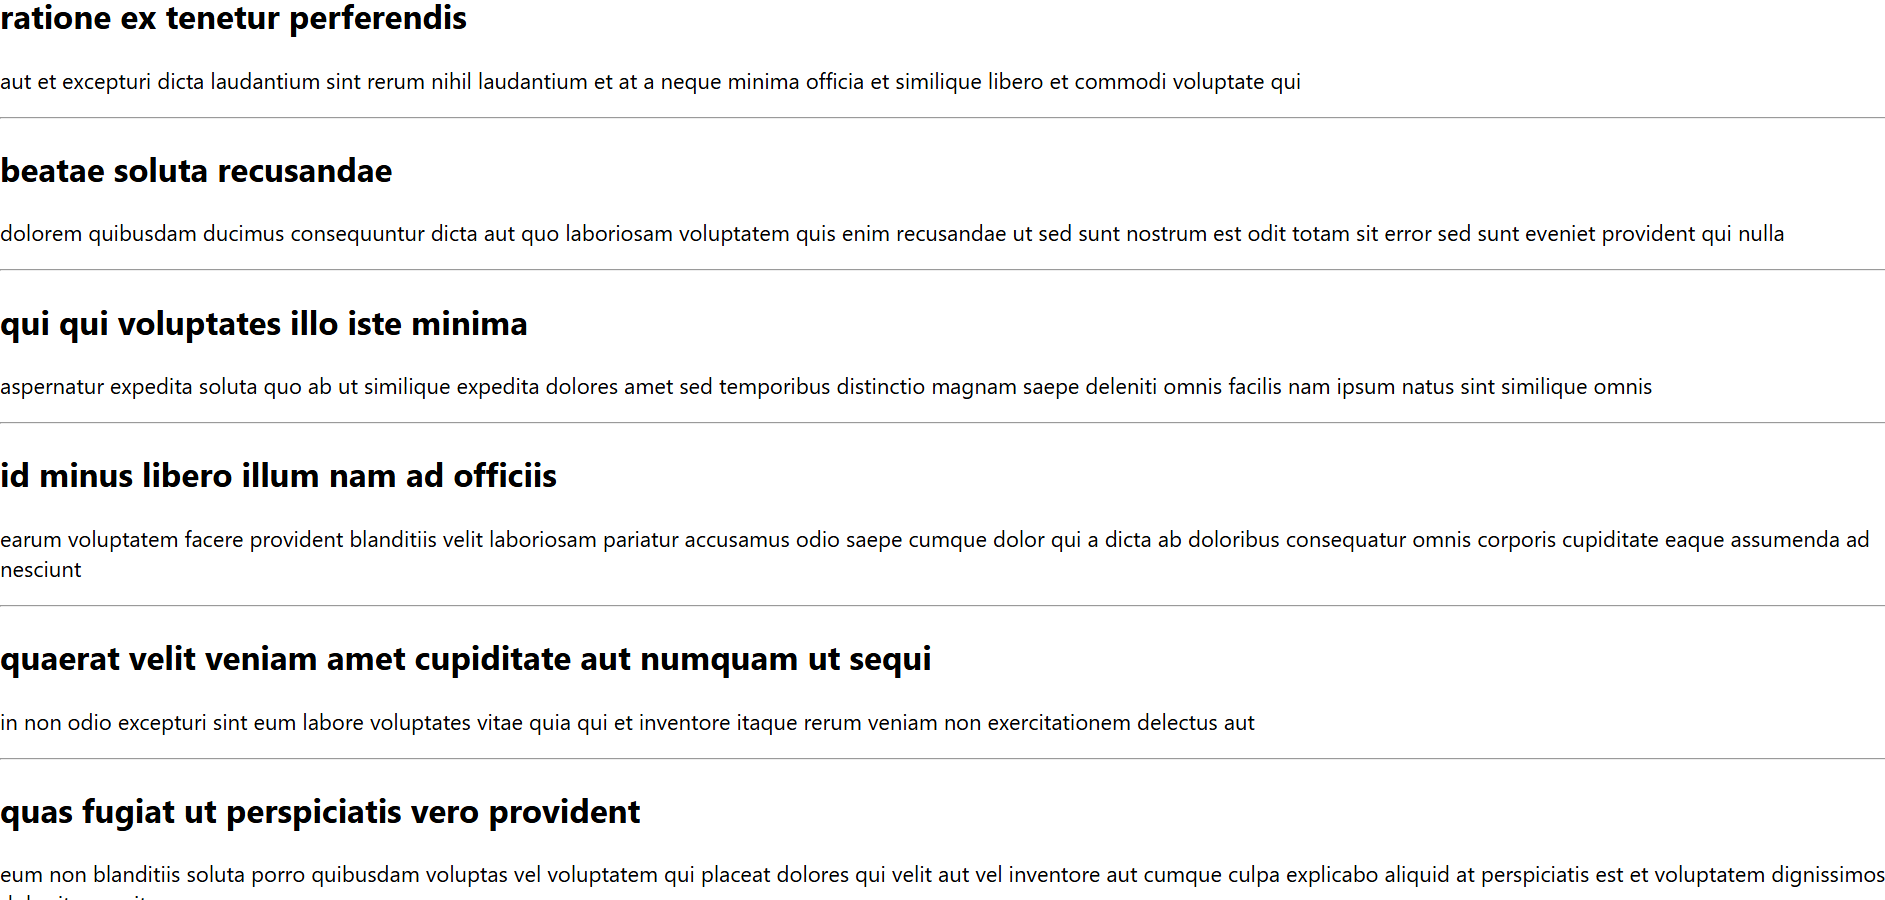 ratione ex tenetur perferendis
aut et excepturi dicta laudantium sint rerum nihil laudantium et at a neque minima officia et similique libero et commodi voluptate qui
beatae soluta recusandae
dolorem quibusdam ducimus consequuntur dicta aut quo laboriosam voluptatem quis enim recusandae ut sed sunt nostrum est odit totam sit error sed sunt eveniet provident qui nulla
qui qui voluptates illo iste minima
aspernatur expedita soluta quo ab ut similique expedita dolores amet sed temporibus distinctio magnam saepe deleniti omnis facilis nam ipsum natus sint similique omnis
id minus libero illum nam ad officiis
earum voluptatem facere provident blanditiis velit laboriosam pariatur accusamus odio saepe cumque dolor qui a dicta ab doloribus consequatur omnis corporis cupiditate eaque assumenda ad
nesciunt
quaerat velit veniam amet cupiditate aut numquam ut sequi
in non odio excepturi sint eum labore voluptates vitae quia qui et inventore itaque rerum veniam non exercitationem delectus aut
quas fugiat ut perspiciatis vero provident
eum non blanditiis soluta porro quibusdam voluptas vel voluptatem qui placeat dolores qui velit aut vel inventore aut cumque culpa explicabo aliquid at perspiciatis est et voluptatem dignissimos